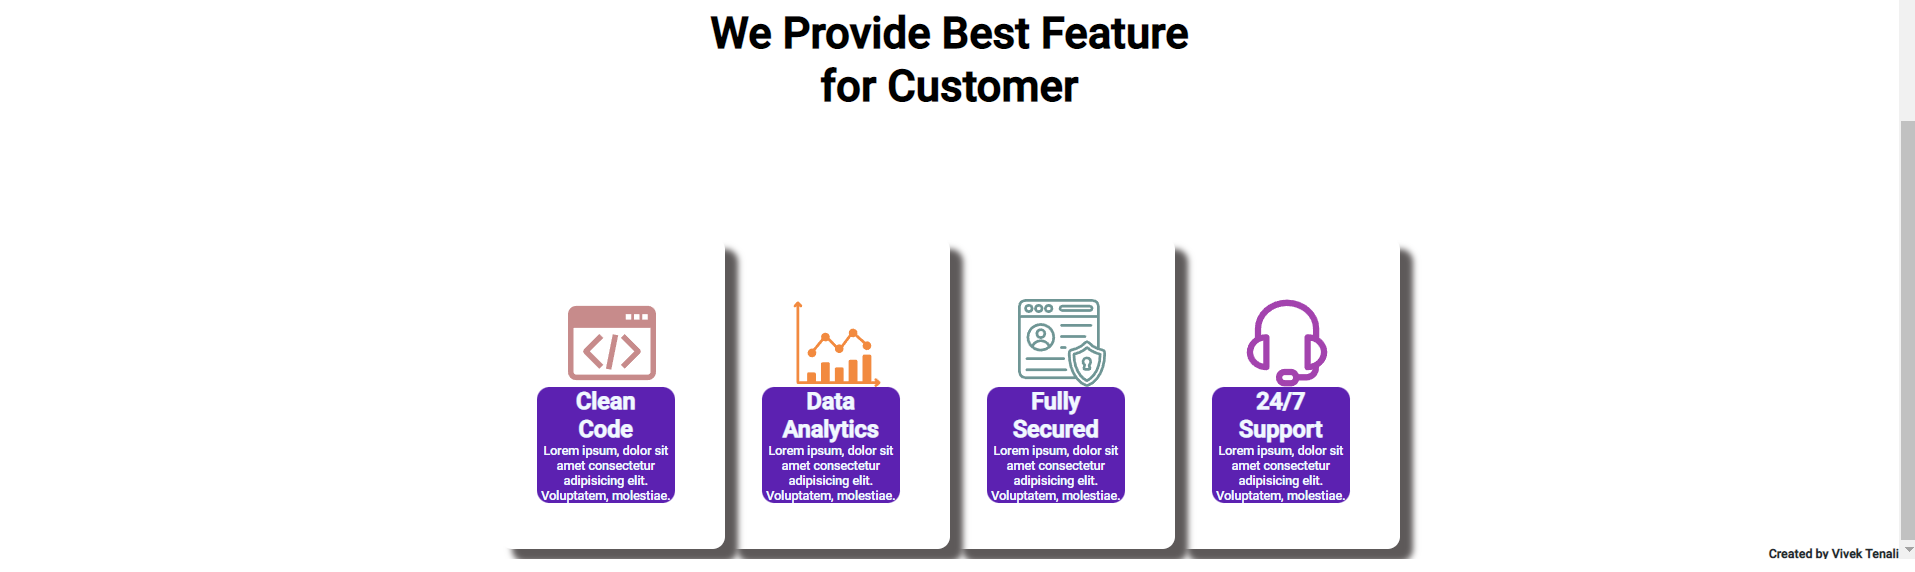 We Provide Best Feature
for Customer
Clean
Code
Lorem ipsum, dolor sit
amet consectetur
adipisicing elit.
Voluptatem, molestiae.
Data
Analytics
Lorem ipsum, dolor sit
amet consectetur
adipisicing elit.
Voluptatem, molestiae.
Fully
Secured
Lorem ipsum, dolor sit
amet consectetur
adipisicing elit.
Voluptatem, molestiae.
24/7
Support
Lorem ipsum, dolor sit
amet consectetur
adipisicing elit.
Voluptatem, molestiae.
Created by Vivek Tenali